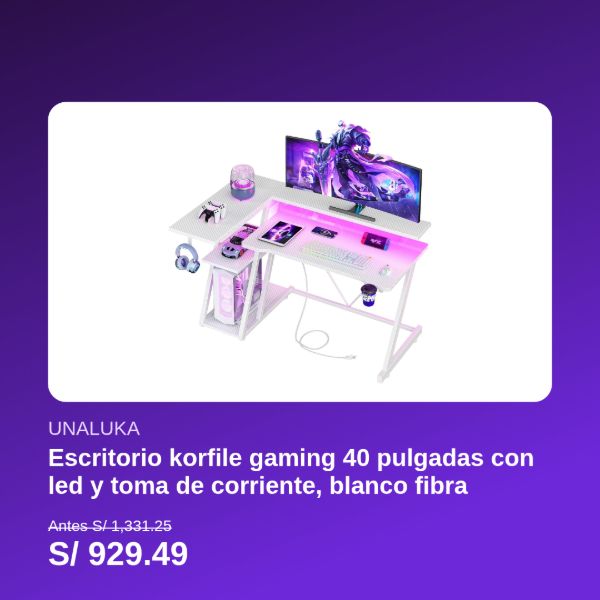 UNALUKA
Escritorio korfile gaming 40 pulgadas con
led y toma de corriente, blanco fibra
Antes S/ 1,331.25
S/ 929.49